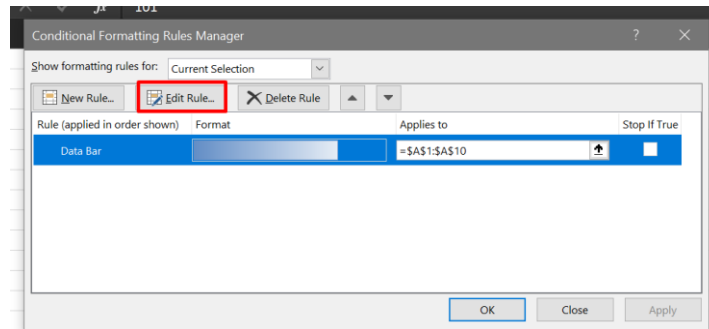 fx 101
Conditional Formatting Rules Manager ? ×
Show formatting rules for: Current Selection
New Rule... Edit Rule... Delete Rule
Rule (applied in order shown) Format Applies to Stop If True
Data Bar =$A$1:$A$10
OK Close Apply